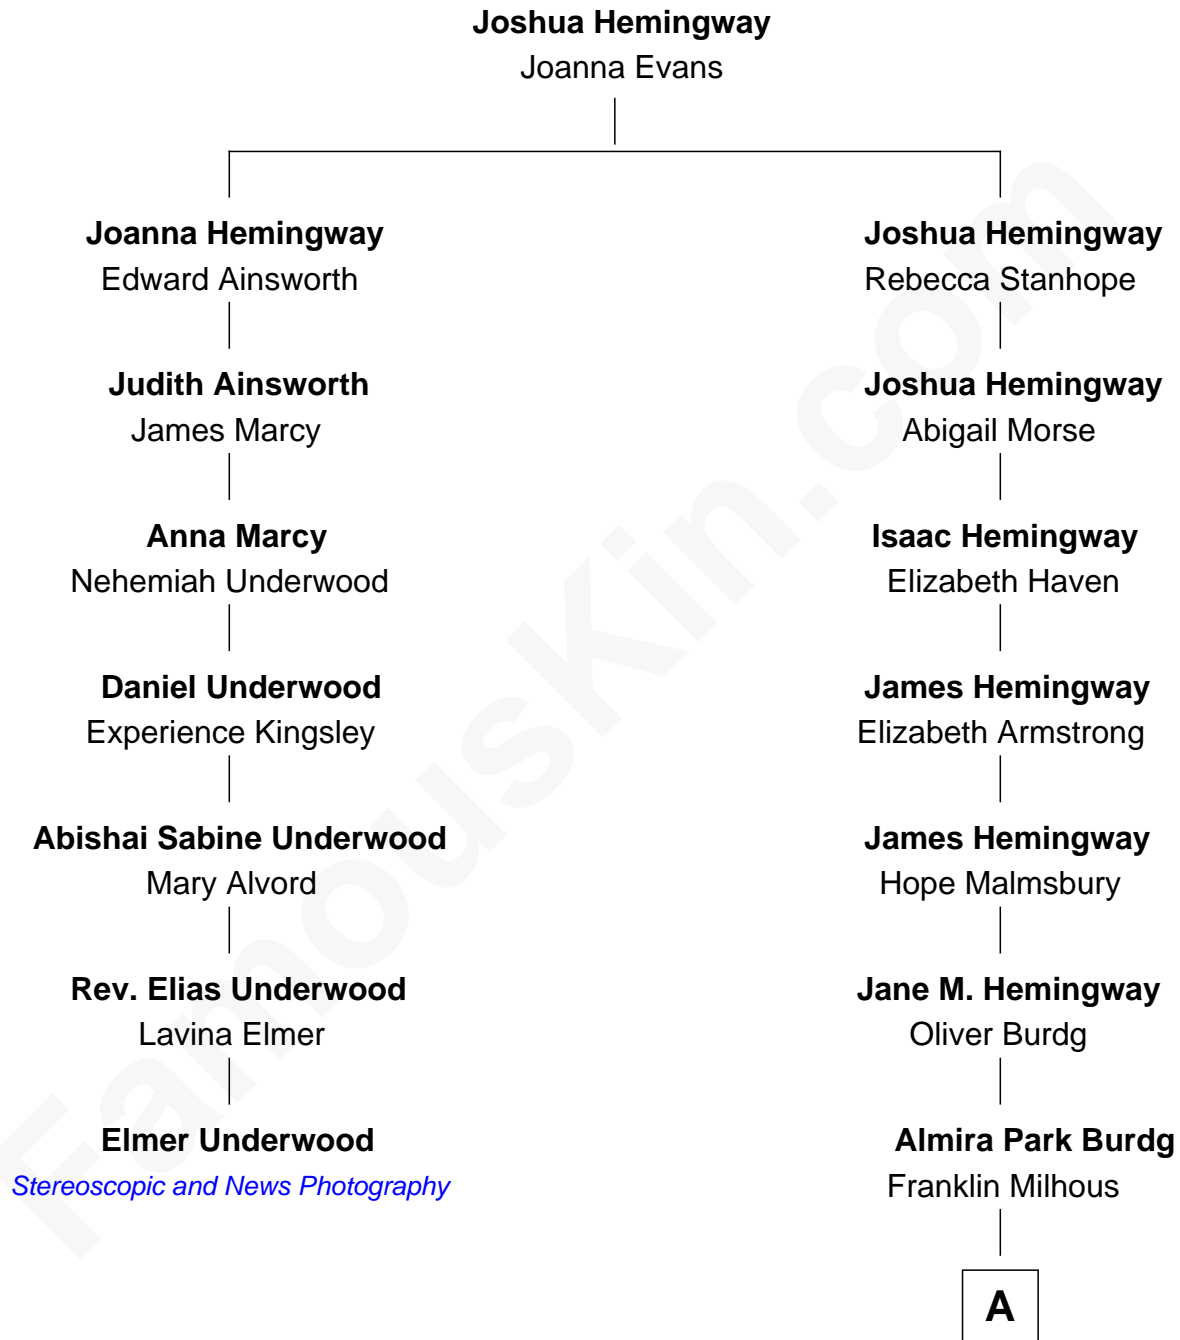 Joshua Hemingway
Joanna Evans
Joanna Hemingway
Edward Ainsworth
Joshua Hemingway
Rebecca Stanhope
Judith Ainsworth
James Marcy
Joshua Hemingway
Abigail Morse
Anna Marcy
Nehemiah Underwood
Isaac Hemingway
Elizabeth Haven
Daniel Underwood
Experience Kingsley
James Hemingway
Elizabeth Armstrong
Abishai Sabine Underwood
Mary Alvord
James Hemingway
Hope Malmsbury
Rev. Elias Underwood
Lavina Elmer
Jane M. Hemingway
Oliver Burdg
Elmer Underwood
Stereoscopic and News Photography
Almira Park Burdg
Franklin Milhous
A
FamousKin.com